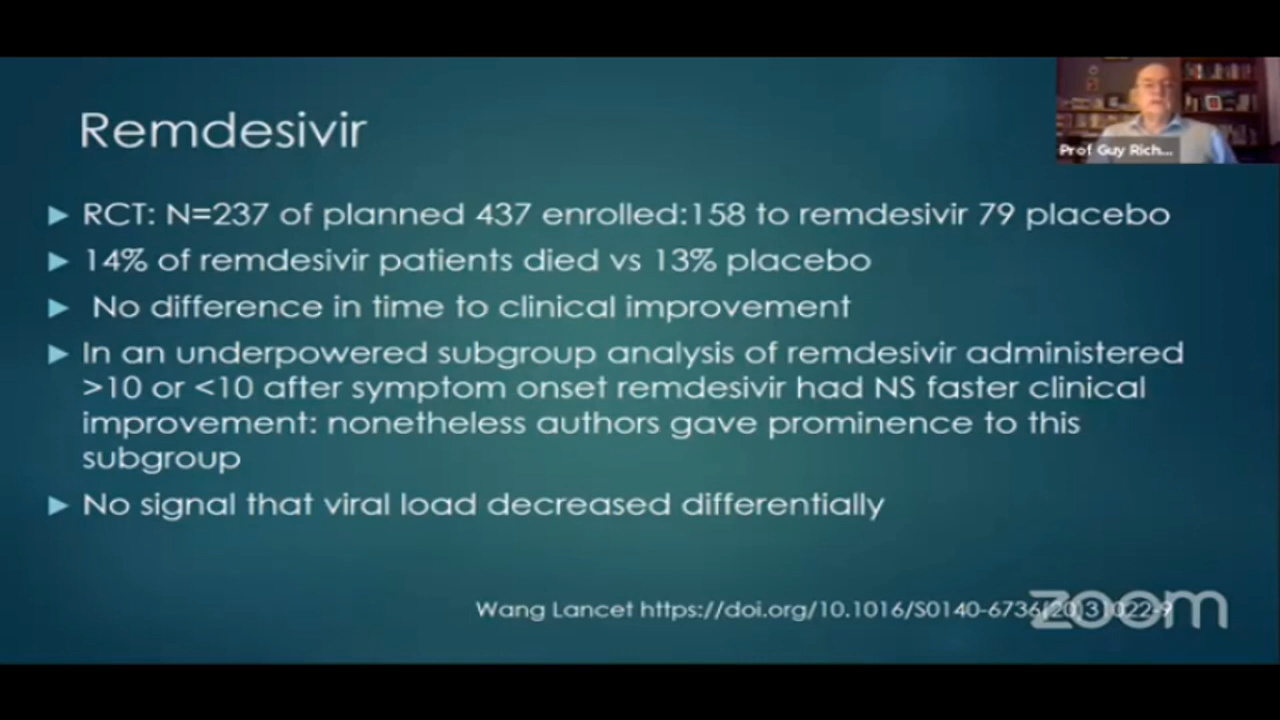 Remdesivir
Prof Guy Rich...
► RCT: N=237 of planned 437 enrolled:158 to remdesivir 79 placebo
► 14% of remdesivir patients died vs 13% placebo
► No difference in time to clinical improvement
► In an underpowered subgroup analysis of remdesivir administered
>10 or <10 after symptom onset remdesivir had NS faster clinical
improvement: nonetheless authors gave prominence to this
subgroup
► No signal that viral load decreased differentially
Wang Lancet https://doi.org/10.1016/S0140-6736(20)31022-9
zoom